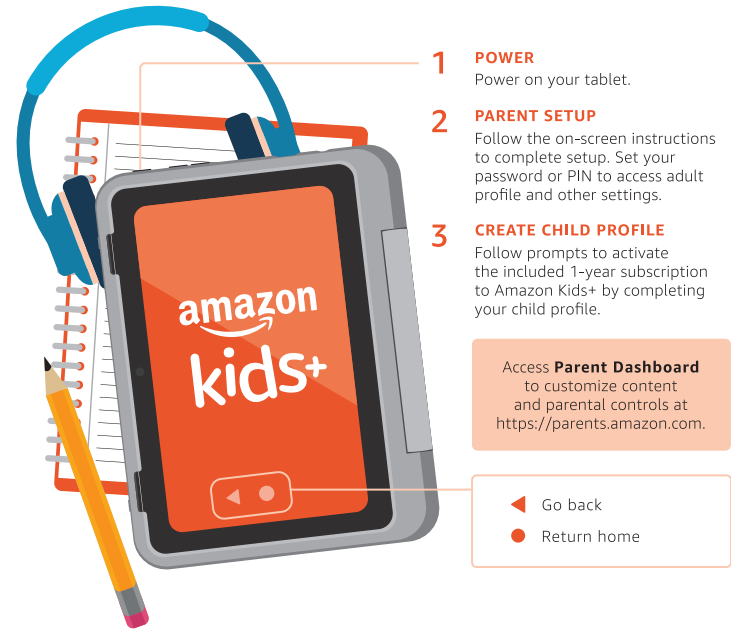 1 POWER
Power on your tablet.
2 PARENT SETUP
Follow the on-screen instructions
to complete setup. Set your
password or PIN to access adult
profile and other settings.
3 CREATE CHILD PROFILE
Follow prompts to activate
the included 1-year subscription
to Amazon Kids+ by completing
your child profile.
amazon
kids+
Access Parent Dashboard
to customize content
and parental controls at
https://parents.amazon.com.
Go back
Return home